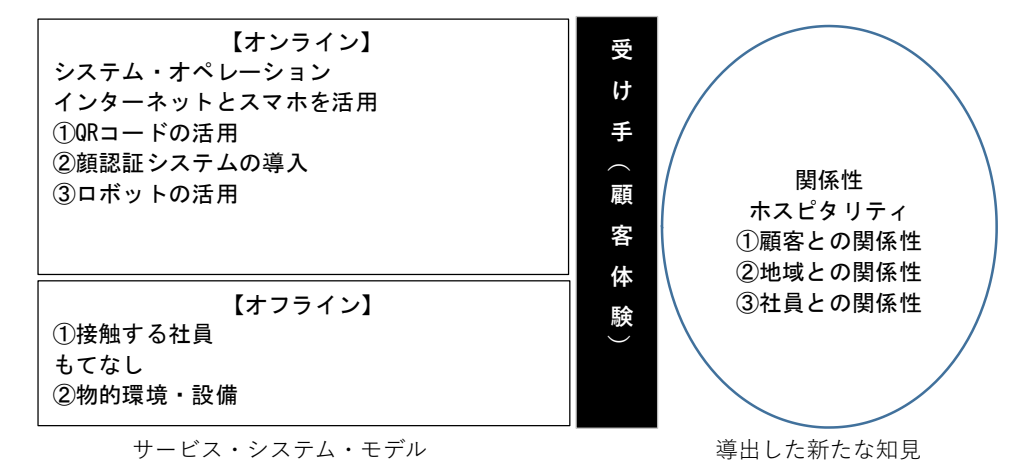 【オンライン】
システム・オペレーション
インターネットとスマホを活用
①QRコードの活用
②顔認証システムの導入
③ロボットの活用
【オフライン】
①接触する社員
もてなし
②物的環境・設備
受け手（顧客体験）
関係性
ホスピタリティ
①顧客との関係性
②地域との関係性
③社員との関係性
サービス・システム・モデル
導出した新たな知見